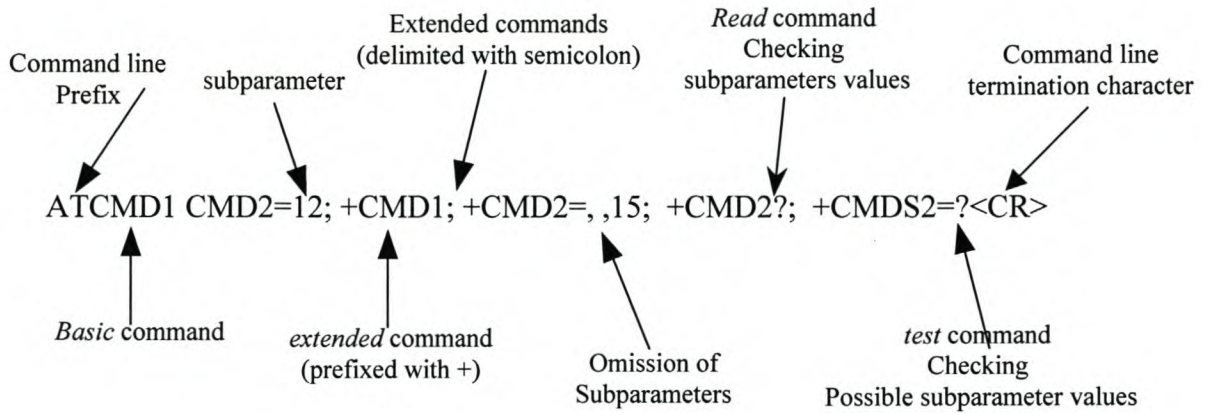 Command line
Prefix
subparameter
Extended commands
(delimited with semicolon)
Read command
Checking
subparameters values
Command line
termination character
ATCMD1 CMD2=12; +CMD1; +CMD2=, ,15; +CMD2?; +CMDS2=?<CR>
Basic command
extended command
(prefixed with +)
Omission of
Subparameters
test command
Checking
Possible subparameter values